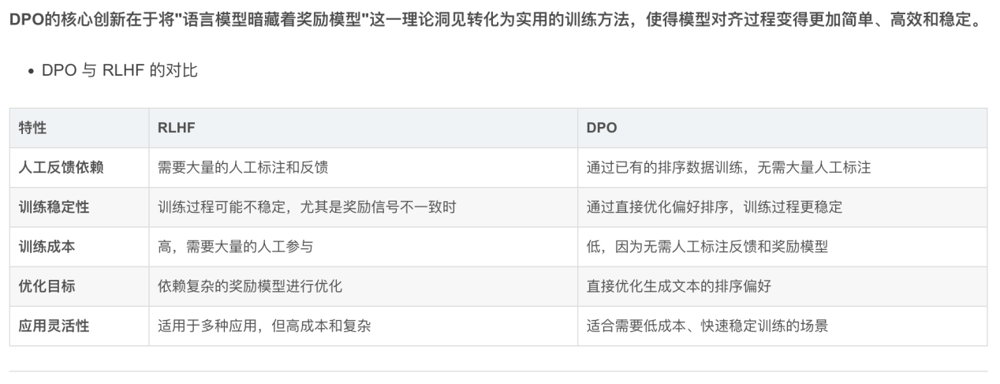 DPO的核心创新在于将"语言模型暗藏着奖励模型"这一理论洞见转化为实用的训练方法，使得模型对齐过程变得更加简单、高效和稳定。
• DPO 与 RLHF 的对比
特性 RLHF DPO
人工反馈依赖 需要大量的人工标注和反馈 通过已有的排序数据训练，无需大量人工标注
训练稳定性 训练过程可能不稳定，尤其是奖励信号不一致时 通过直接优化偏好排序，训练过程更稳定
训练成本 高，需要大量的人工参与 低，因为无需人工标注反馈和奖励模型
优化目标 依赖复杂的奖励模型进行优化 直接优化生成文本的排序偏好
应用灵活性 适用于多种应用，但高成本和复杂 适合需要低成本、快速稳定训练的场景